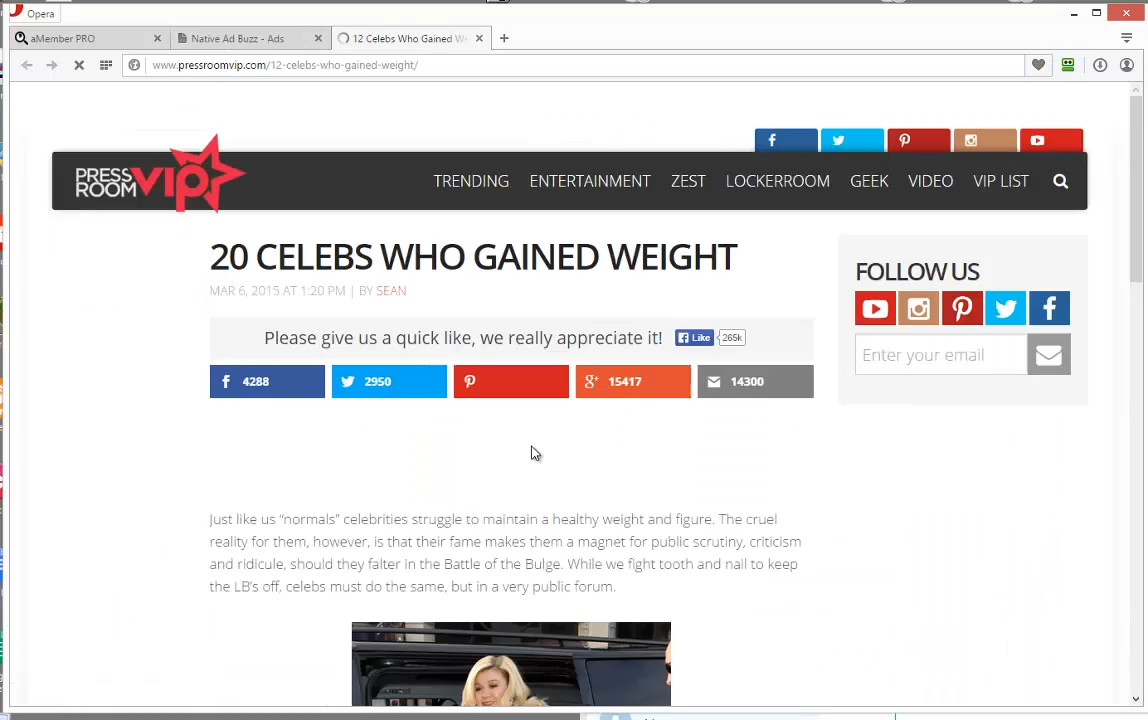 Opera
aMember PRO
Native Ad Buzz - Ads
12 Celebs Who Gained W
www.pressroomvip.com/12-celebs-who-gained-weight/
PRESS
ROOM
vip
TRENDING
ENTERTAINMENT
ZEST
LOCKERROOM
GEEK
VIDEO
VIP LIST
20 CELEBS WHO GAINED WEIGHT
MAR 6, 2015 AT 1:20 PM | BY SEAN
Please give us a quick like, we really appreciate it!
Like
265k
4288
2950
15417
14300
FOLLOW US
Enter your email
Just like us “normals” celebrities struggle to maintain a healthy weight and figure. The cruel
reality for them, however, is that their fame makes them a magnet for public scrutiny, criticism
and ridicule, should they falter in the Battle of the Bulge. While we fight tooth and nail to keep
the LB’s off, celebs must do the same, but in a very public forum.